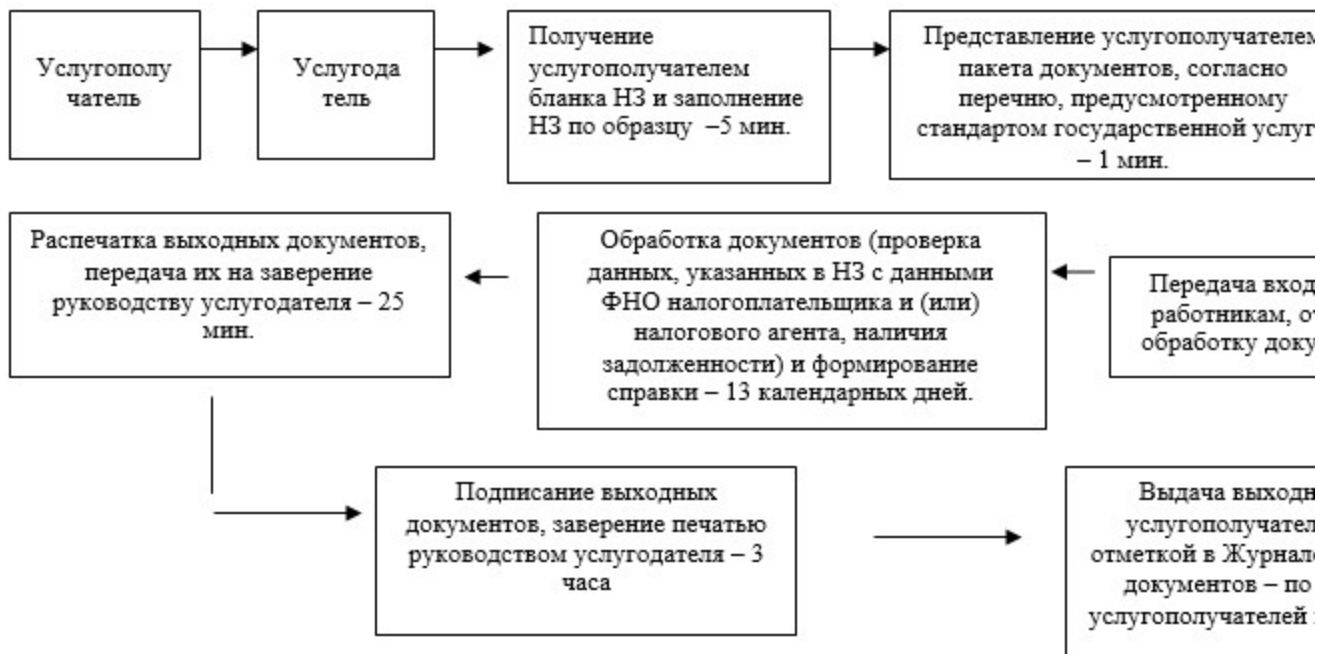 Услугополу
чатель
Услугода
тель
Получение
услугополучателем
бланка НЗ и заполнение
НЗ по образцу –5 мин.
Представление услугополучателем
пакета документов, согласно
перечню, предусмотренному
стандартом государственной услуг
– 1 мин.
Передача вход
работникам, от
обработку доку
Обработка документов (проверка
данных, указанных в НЗ с данными
ФНО налогоплательщика и (или)
налогового агента, наличия
задолженности) и формирование
справки – 13 календарных дней.
Распечатка выходных документов,
передача их на заверение
руководству услугодателя – 25
мин.
Подписание выходных
документов, заверение печатью
руководством услугодателя – 3
часа
Выдача выходн
услугополучател
отметкой в Журнале
документов – по
услугополучателей